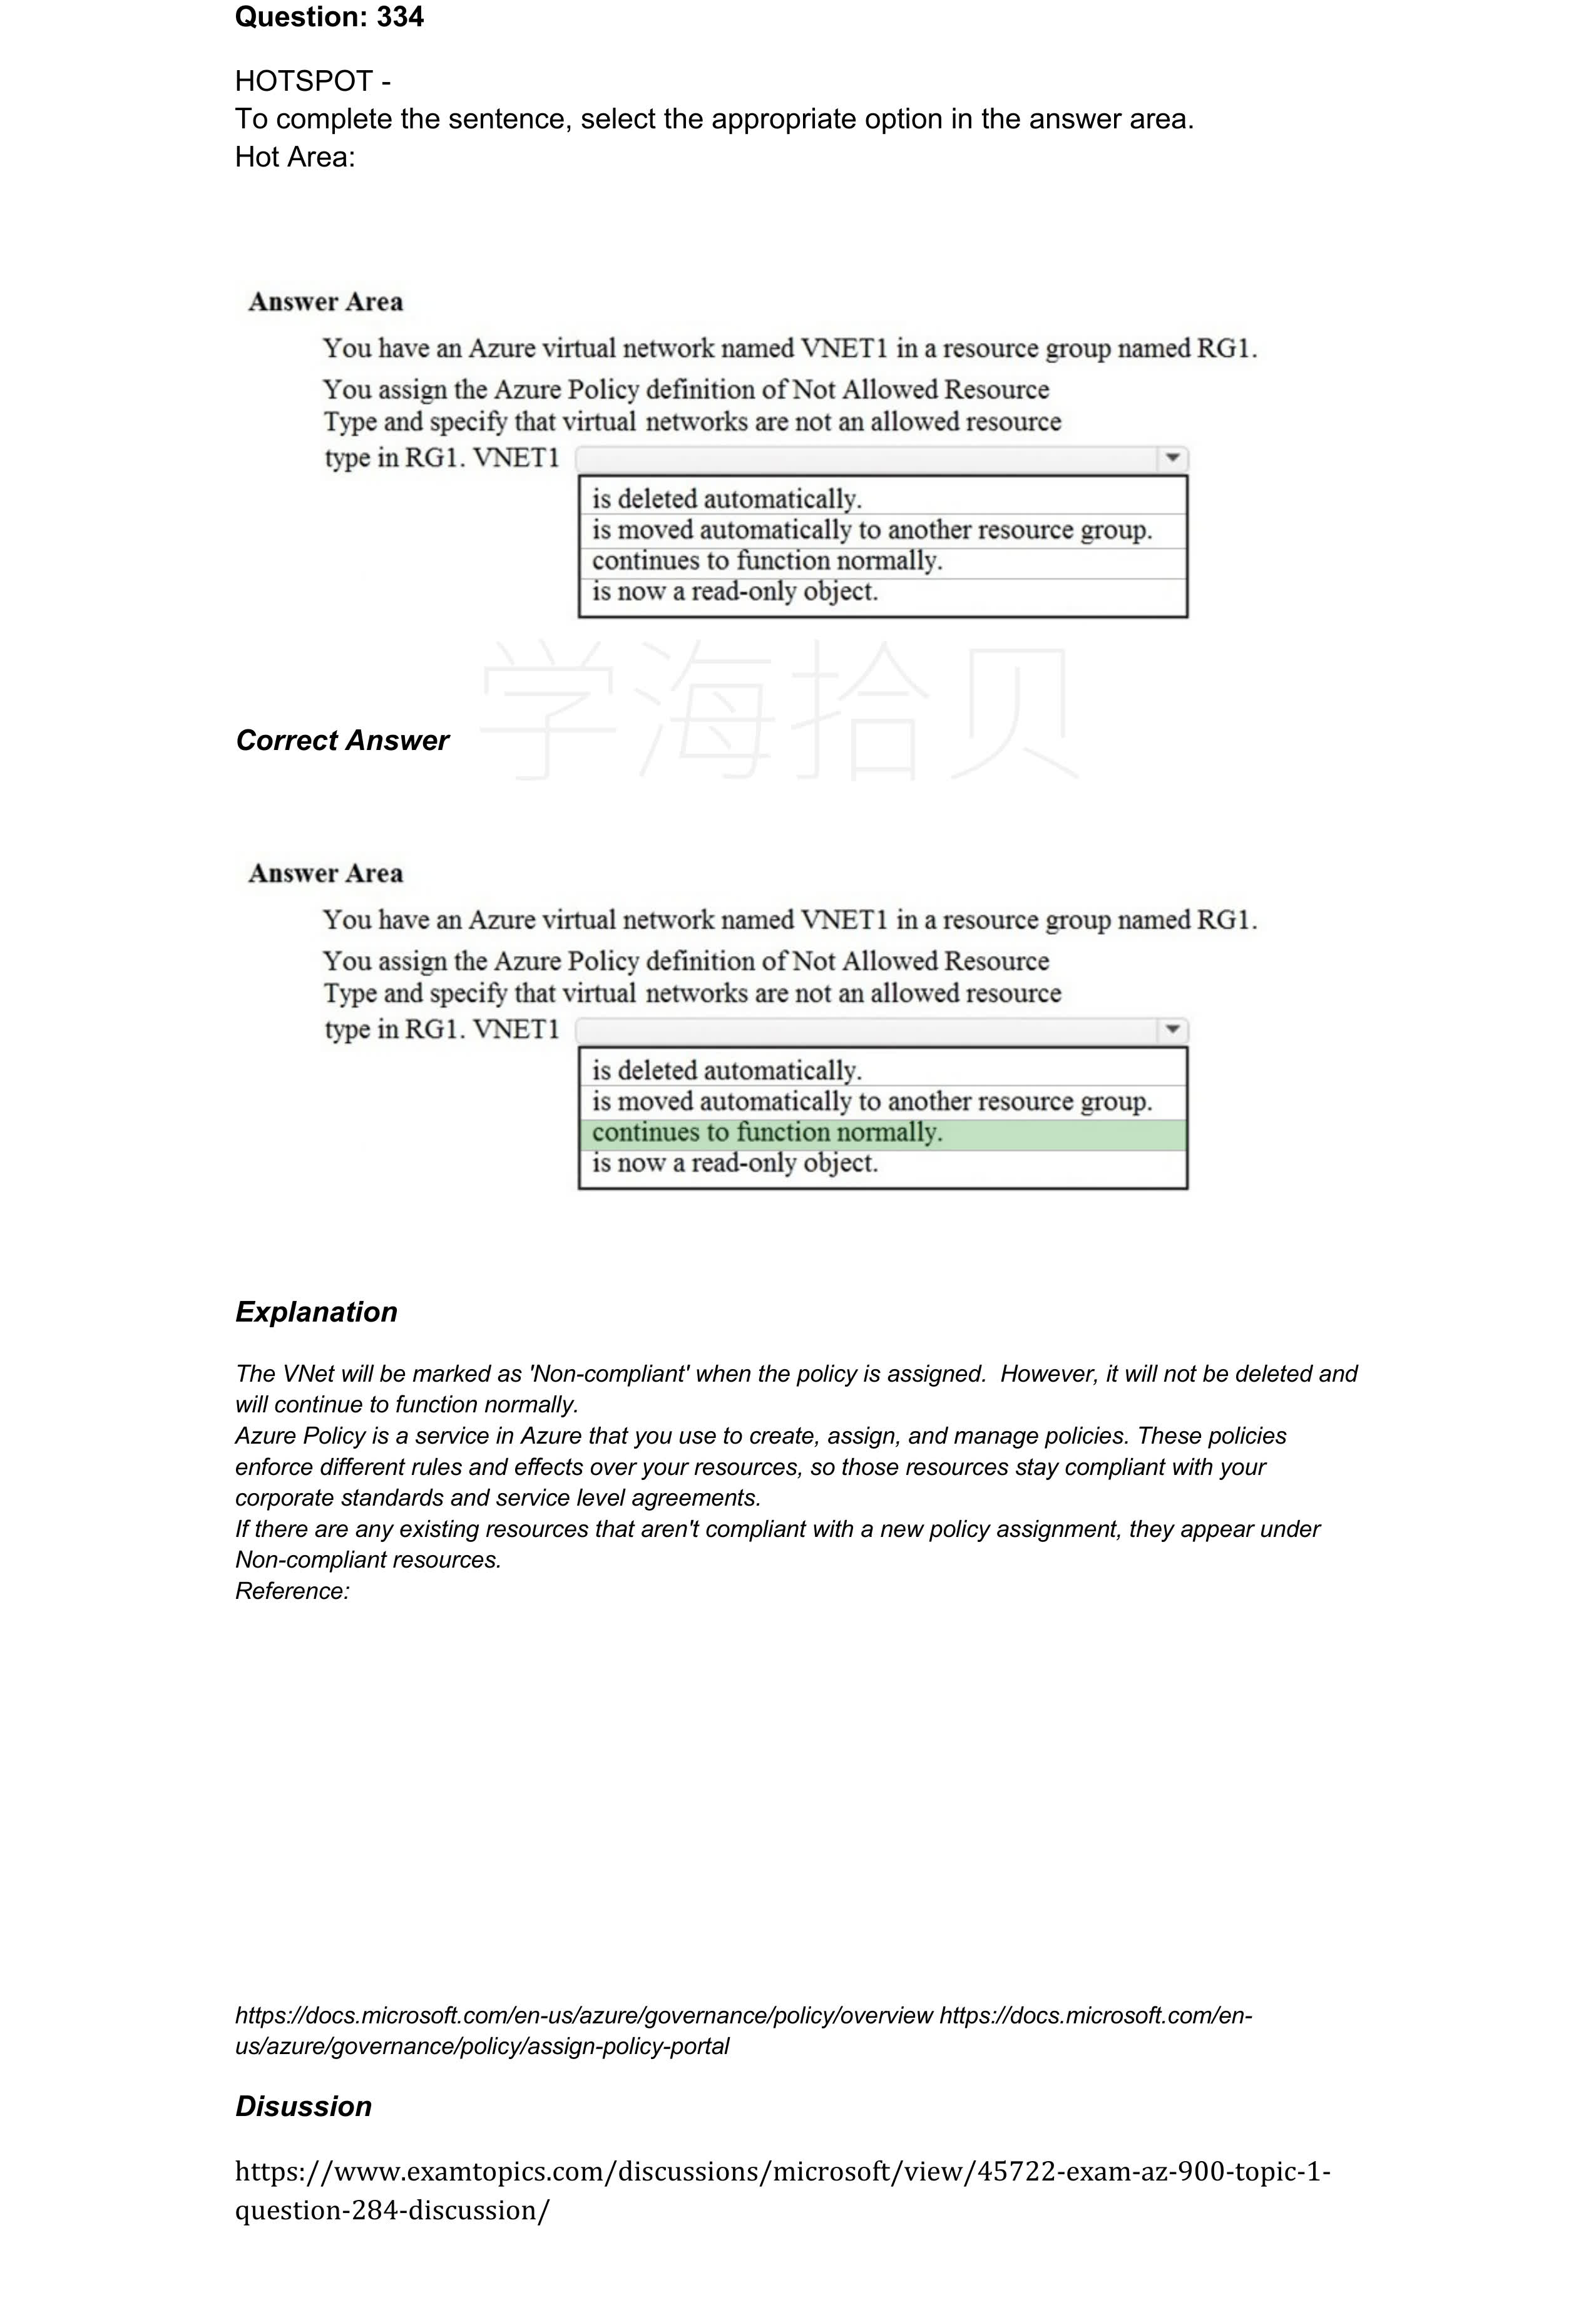 Question: 334
HOTSPOT -
To complete the sentence, select the appropriate option in the answer area.
Hot Area:
Answer Area
You have an Azure virtual network named VNET1 in a resource group named RG1.
You assign the Azure Policy definition of Not Allowed Resource
Type and specify that virtual networks are not an allowed resource
type in RG1. VNET1
is deleted automatically.
is moved automatically to another resource group.
continues to function normally.
is now a read-only object.
学海拾贝
Correct Answer
Answer Area
You have an Azure virtual network named VNET1 in a resource group named RG1.
You assign the Azure Policy definition of Not Allowed Resource
Type and specify that virtual networks are not an allowed resource
type in RG1. VNET1
is deleted automatically.
is moved automatically to another resource group.
continues to function normally.
is now a read-only object.
Explanation
The VNet will be marked as 'Non-compliant' when the policy is assigned.  However, it will not be deleted and
will continue to function normally.
Azure Policy is a service in Azure that you use to create, assign, and manage policies. These policies
enforce different rules and effects over your resources, so those resources stay compliant with your
corporate standards and service level agreements.
If there are any existing resources that aren't compliant with a new policy assignment, they appear under
Non-compliant resources.
Reference:
https://docs.microsoft.com/en-us/azure/governance/policy/overview https://docs.microsoft.com/en-
us/azure/governance/policy/assign-policy-portal
Disussion
https://www.examtopics.com/discussions/microsoft/view/45722-exam-az-900-topic-1-
question-284-discussion/